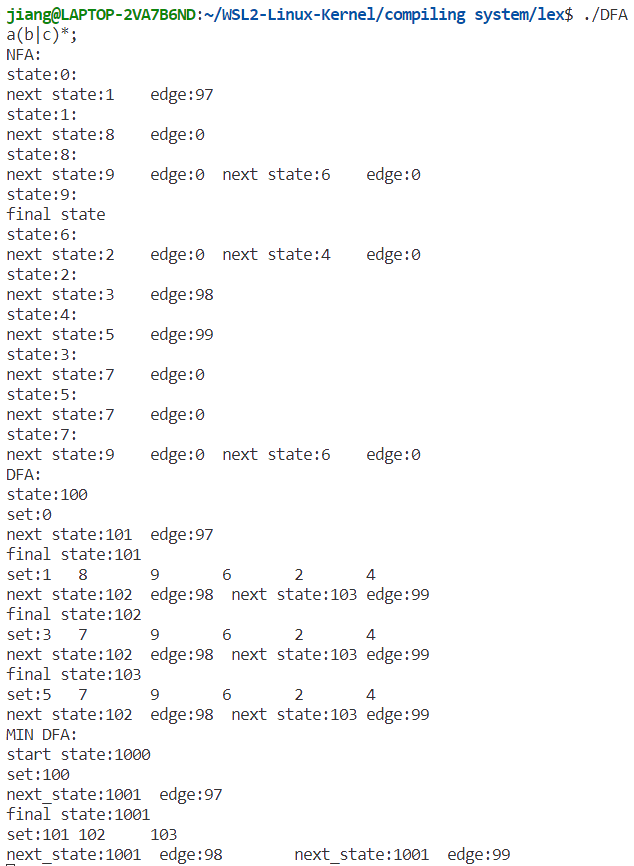 jiang@LAPTOP-2VA7B6ND:~/WSL2-Linux-Kernel/compiling system/lex$ ./DFA
a(b|c)*;
NFA:
state:0:
next state:1 edge:97
state:1:
next state:8 edge:0
state:8:
next state:9 edge:0 next state:6 edge:0
state:9:
final state
state:6:
next state:2 edge:0 next state:4 edge:0
state:2:
next state:3 edge:98
state:4:
next state:5 edge:99
state:3:
next state:7 edge:0
state:5:
next state:7 edge:0
state:7:
next state:9 edge:0 next state:6 edge:0
DFA:
state:100
set:0
next state:101 edge:97
final state:101
set:1 8 9 6 2 4
next state:102 edge:98 next state:103 edge:99
final state:102
set:3 7 9 6 2 4
next state:102 edge:98 next state:103 edge:99
final state:103
set:5 7 9 6 2 4
next state:102 edge:98 next state:103 edge:99
MIN DFA:
start state:1000
set:100
next_state:1001 edge:97
final state:1001
set:101 102 103
next_state:1001 edge:98 next_state:1001 edge:99